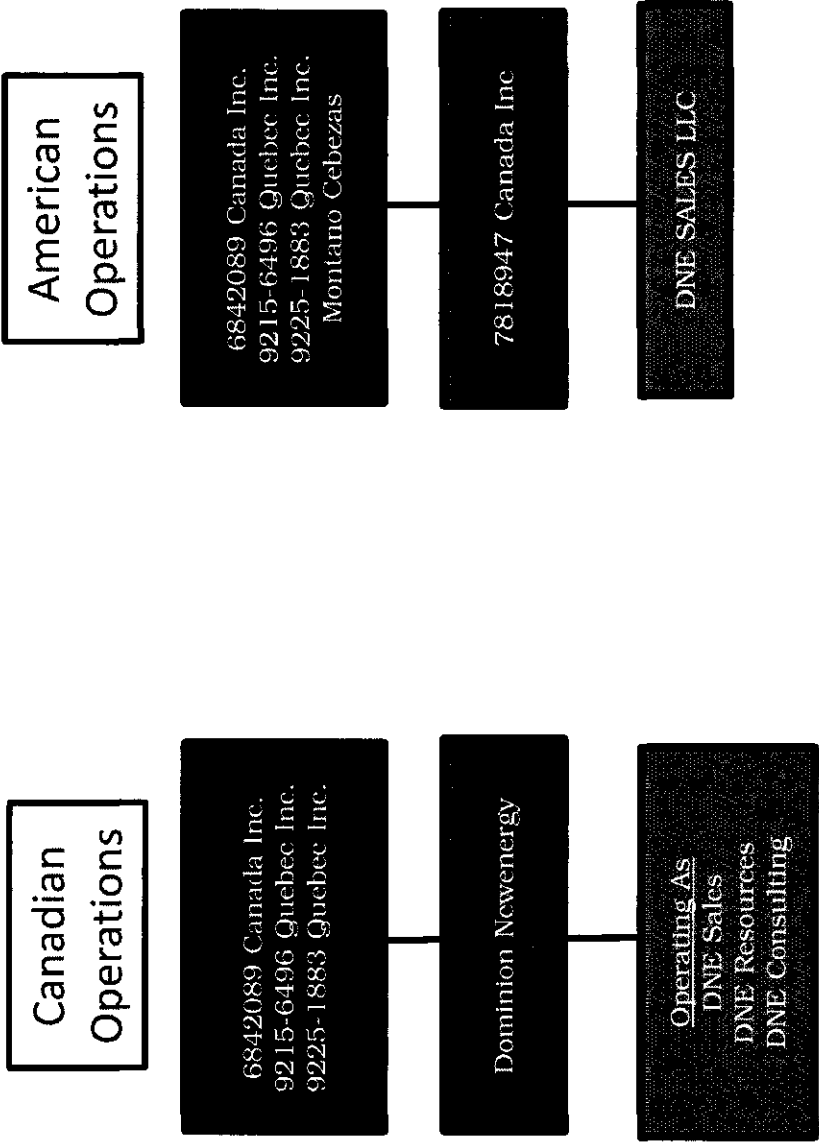 Canadian
Operations
6842089 Canada Inc.
9215-6496 Quebec Inc.
9225-1883 Quebec Inc.
Dominion Newenergy
Operating As
DNE Sales
DNE Resources
DNE Consulting
American
Operations
6842089 Canada Inc.
9215-6496 Quebec Inc.
9225-1883 Quebec Inc.
Montano Cebezas
7818947 Canada Inc
DNE SALES LLC